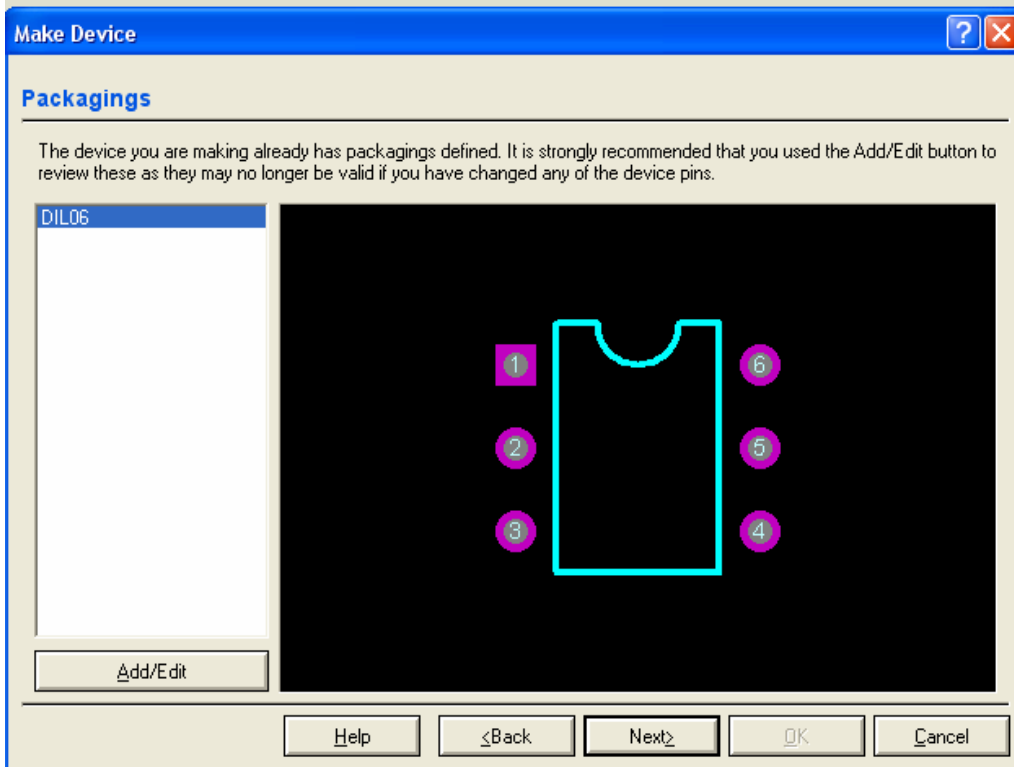 Make Device
?
Packagings
The device you are making already has packagings defined. It is strongly recommended that you used the Add/Edit button to
review these as they may no longer be valid if you have changed any of the device pins.
DIL06
1
6
2
5
3
4
Add/Edit
Help
<Back
Next>
OK
Cancel